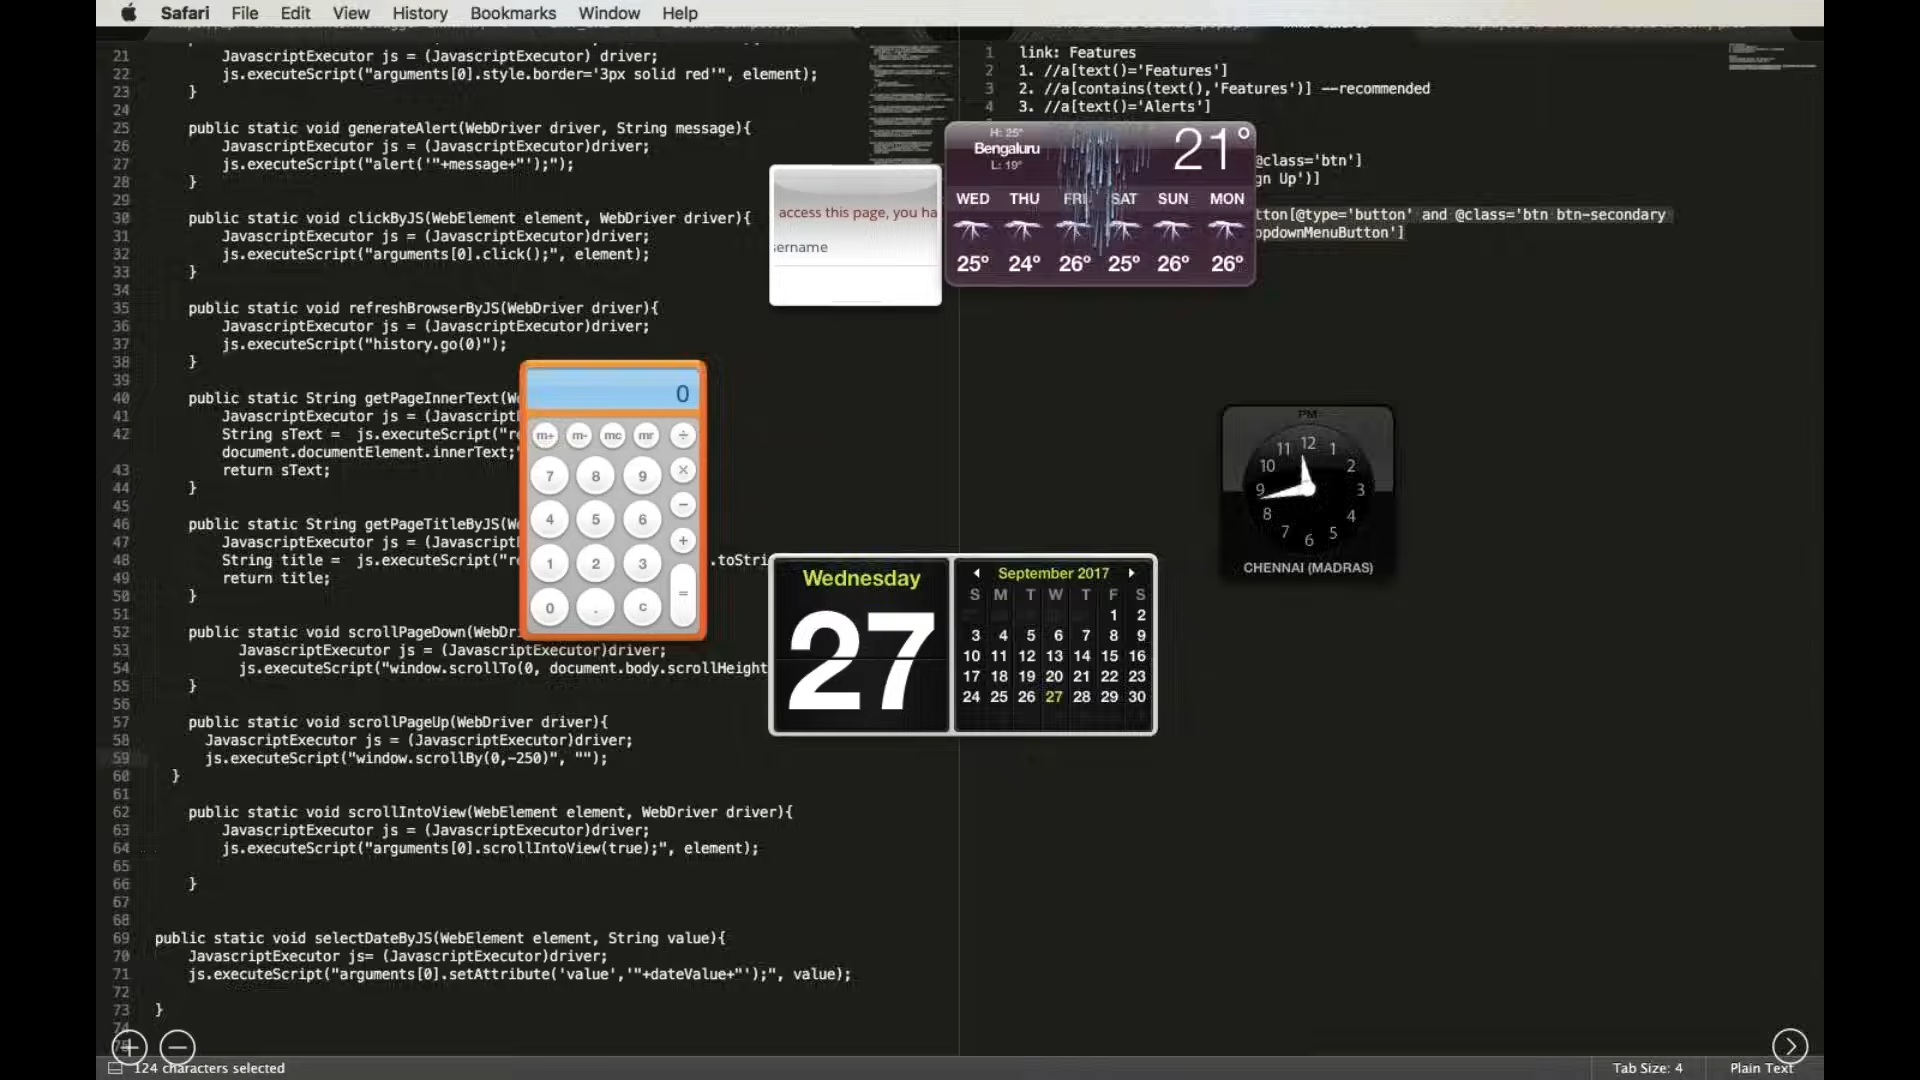 Safari File Edit View History Bookmarks Window Help
21 JavascriptExecutor js = (JavascriptExecutor) driver;
22 js.executeScript("arguments[0].style.border='3px solid red'", element);
23 }
24
25 public static void generateAlert(WebDriver driver, String message){
26 JavascriptExecutor js = (JavascriptExecutor)driver;
27 js.executeScript("alert('"+message+"');");
28 }
29
30 public static void clickByJS(WebElement element, WebDriver driver){
31 JavascriptExecutor js = (JavascriptExecutor)driver;
32 js.executeScript("arguments[0].click();", element);
33 }
34
35 public static void refreshBrowserByJS(WebDriver driver){
36 JavascriptExecutor js = (JavascriptExecutor)driver;
37 js.executeScript("history.go(0)");
38 }
39
40 public static String getPageInnerText(W
41 JavascriptExecutor js = (JavascriptE
42 String sText = js.executeScript("re
document.documentElement.innerText;"
43 return sText;
44 }
45
46 public static String getPageTitleByJS(W
47 JavascriptExecutor js = (JavascriptE
48 String title = js.executeScript("re .toStri
49 return title;
50 }
51
52 public static void scrollPageDown(WebDr
53 JavascriptExecutor js = (JavascriptExecutor)driver;
54 js.executeScript("window.scrollTo(0, document.body.scrollHeight
55 }
56
57 public static void scrollPageUp(WebDriver driver){
58 JavascriptExecutor js = (JavascriptExecutor)driver;
59 js.executeScript("window.scrollBy(0,-250)", "");
60 }
61
62 public static void scrollIntoView(WebElement element, WebDriver driver){
63 JavascriptExecutor js = (JavascriptExecutor)driver;
64 js.executeScript("arguments[0].scrollIntoView(true);", element);
65
66 }
67
68
69 public static void selectDateByJS(WebElement element, String value){
70 JavascriptExecutor js= (JavascriptExecutor)driver;
71 js.executeScript("arguments[0].setAttribute('value','"+dateValue+"');", value);
72
73 }
74
1 link: Features
2 1. //a[text()='Features']
3 2. //a[contains(text(),'Features')] --recommended
4 3. //a[text()='Alerts']
@class='btn']
gn Up')]
tton[@type='button' and @class='btn btn-secondary
opdownMenuButton']
access this page, you ha
sername
H: 25°
Bengaluru
L: 19°
21°
WED THU FRI SAT SUN MON
25° 24° 26° 25° 26° 26°
0
m+ m- mc mr ÷
7 8 9 ×
4 5 6 −
1 2 3 +
0 . c =
PM
12 1 2 3 4 5 6 7 8 9 10 11
CHENNAI (MADRAS)
Wednesday
27
September 2017
S M T W T F S
1 2
3 4 5 6 7 8 9
10 11 12 13 14 15 16
17 18 19 20 21 22 23
24 25 26 27 28 29 30
124 characters selected
Tab Size: 4 Plain Text